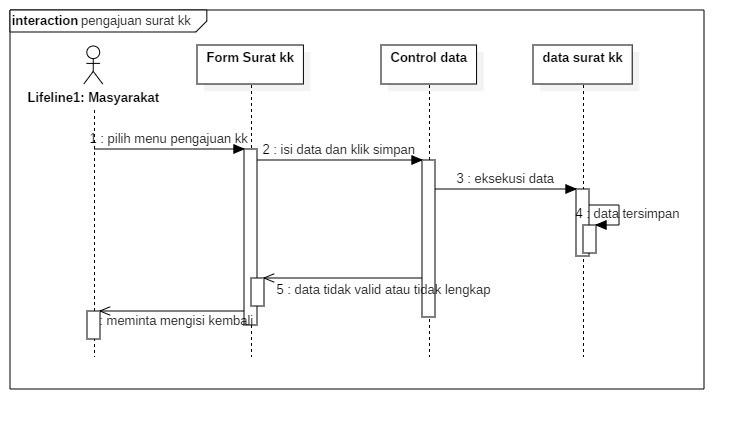 interaction pengajuan surat kk
Form Surat kk
Control data
data surat kk
Lifeline1: Masyarakat
1 : pilih menu pengajuan kk
2 : isi data dan klik simpan
3 : eksekusi data
4 : data tersimpan
5 : data tidak valid atau tidak lengkap
: meminta mengisi kembali